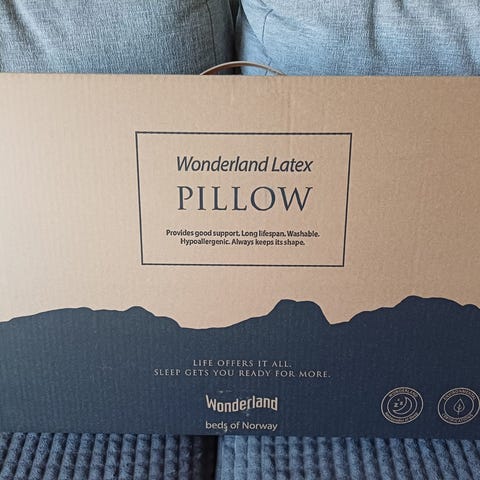 Wonderland Latex
PILLOW
Provides good support. Long lifespan. Washable.
Hypoallergenic. Always keeps its shape.
LIFE OFFERS IT ALL.
SLEEP GETS YOU READY FOR MORE.
Wonderland
beds of Norway